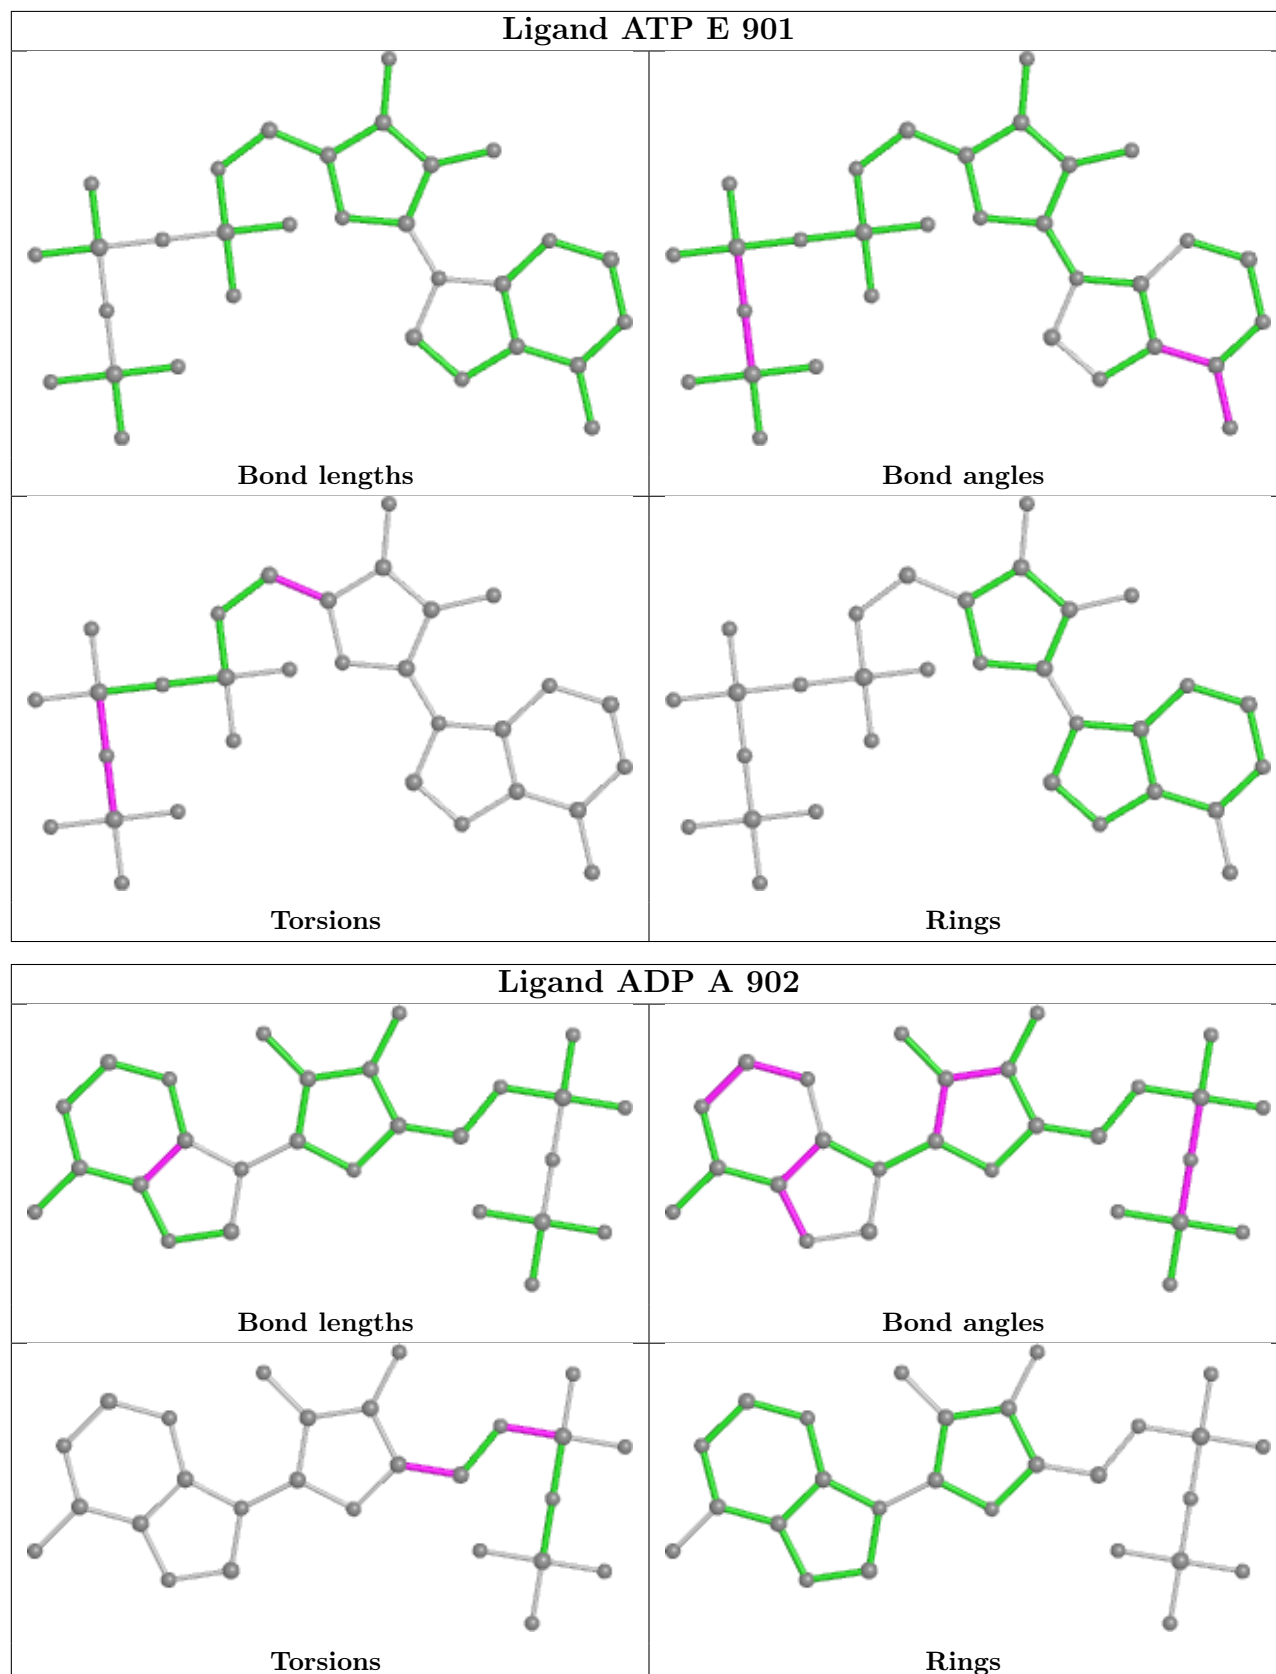 Ligand ATP E 901
Bond lengths
Bond angles
Torsions
Rings
Ligand ADP A 902
Bond lengths
Bond angles
Torsions
Rings